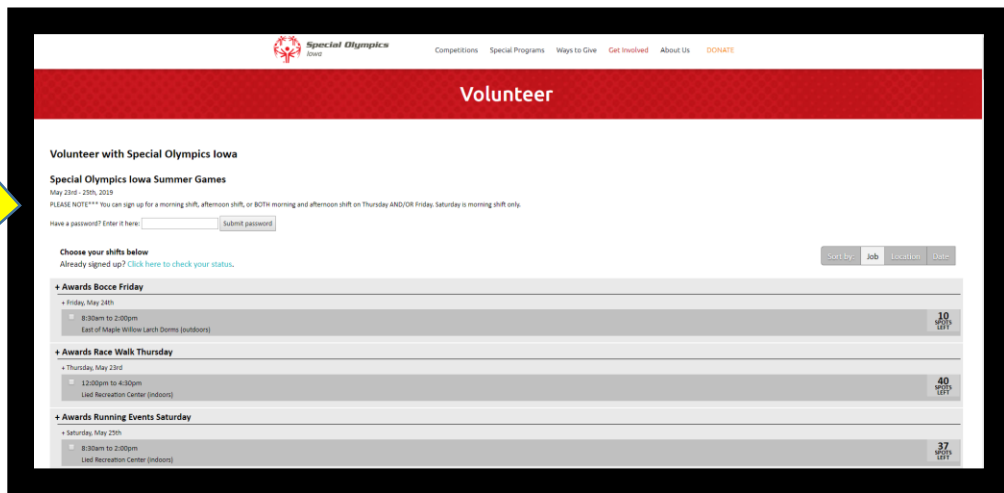 Special Olympics
Iowa
Competitions Special Programs Ways to Give Get Involved About Us DONATE
Volunteer
Volunteer with Special Olympics Iowa
Special Olympics Iowa Summer Games
May 23rd - 25th, 2019
PLEASE NOTE*** You can sign up for a morning shift, afternoon shift, or BOTH morning and afternoon shift on Thursday AND/OR Friday. Saturday is morning shift only.
Have a password? Enter it here: Submit password
Choose your shifts below
Already signed up? Click here to check your status.
Sort by: Job Location Date
+ Awards Bocce Friday
+ Friday, May 24th
8:30am to 2:00pm
East of Maple Willow Larch Dorms (outdoors)
10
SPOTS
LEFT
+ Awards Race Walk Thursday
+ Thursday, May 23rd
12:00pm to 4:30pm
Lied Recreation Center (indoors)
40
SPOTS
LEFT
+ Awards Running Events Saturday
+ Saturday, May 25th
8:30am to 2:00pm
Lied Recreation Center (indoors)
37
SPOTS
LEFT